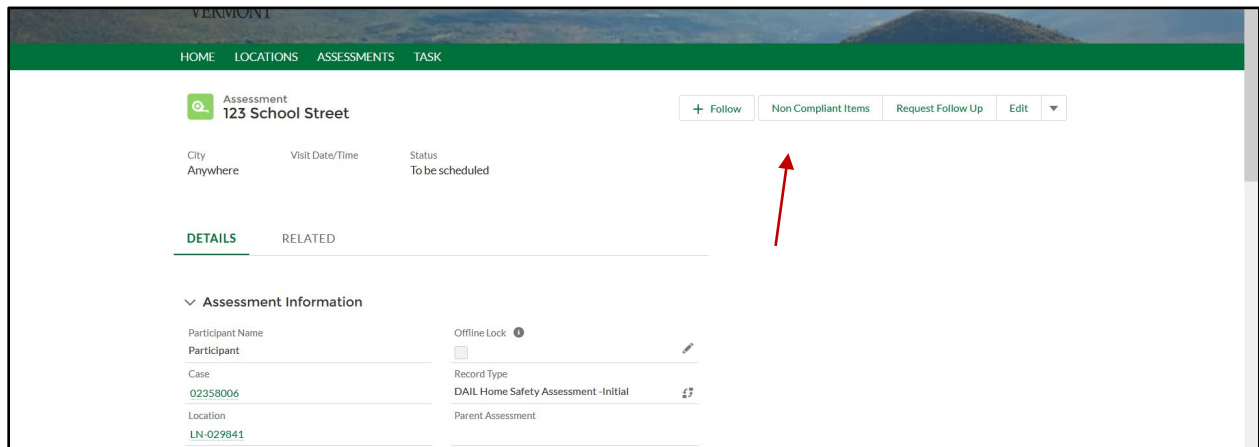 VERMONT
HOME LOCATIONS ASSESSMENTS TASK
Assessment
123 School Street
+ Follow Non Compliant Items Request Follow Up Edit
City Visit Date/Time Status
Anywhere To be scheduled
DETAILS RELATED
Assessment Information
Participant Name Offline Lock
Participant
Case Record Type
02358006 DAIL Home Safety Assessment -Initial
Location Parent Assessment
LN-029841